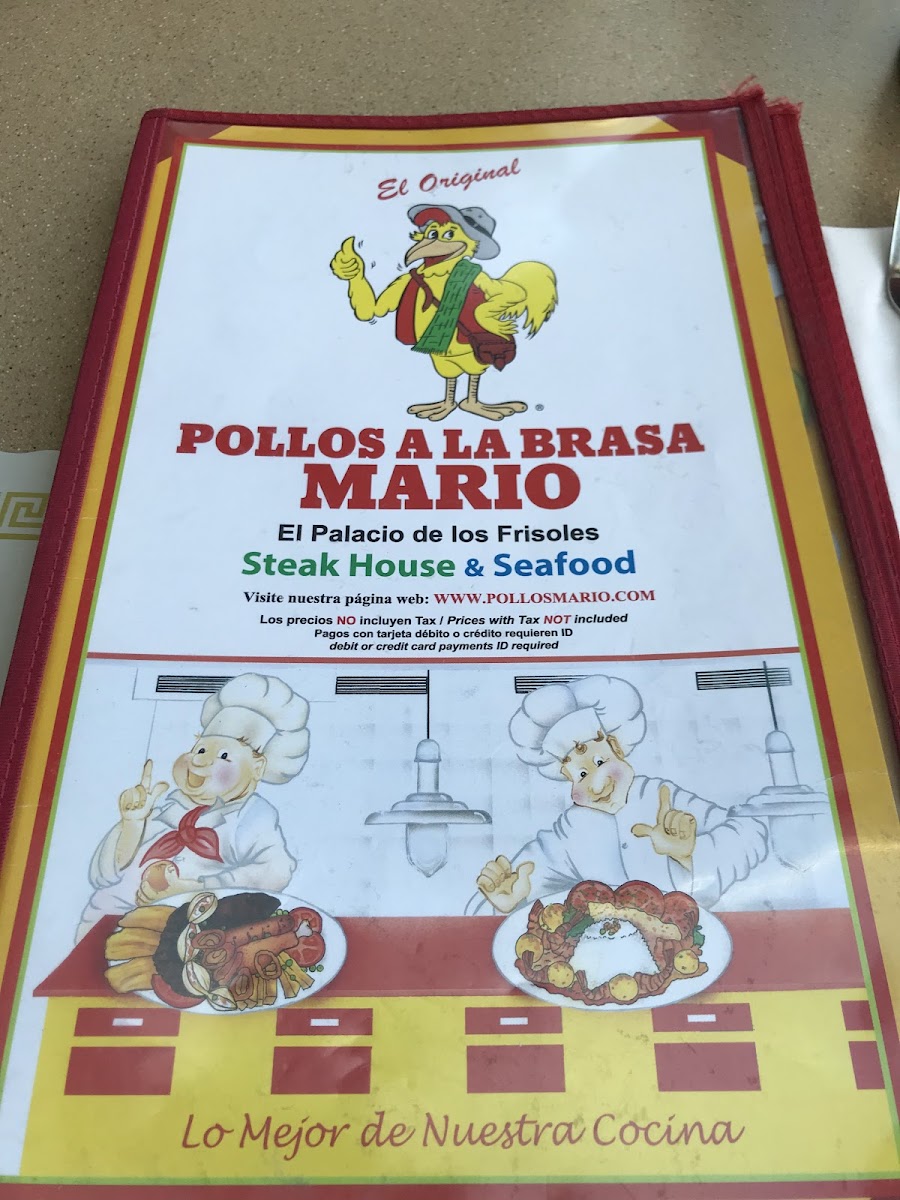 El Original
®
POLLOS A LA BRASA
MARIO
El Palacio de los Frisoles
Steak House & Seafood
Visite nuestra página web: WWW.POLLOSMARIO.COM
Los precios NO incluyen Tax / Prices with Tax NOT included
Pagos con tarjeta débito o crédito requieren ID
debit or credit card payments ID required
Lo Mejor de Nuestra Cocina